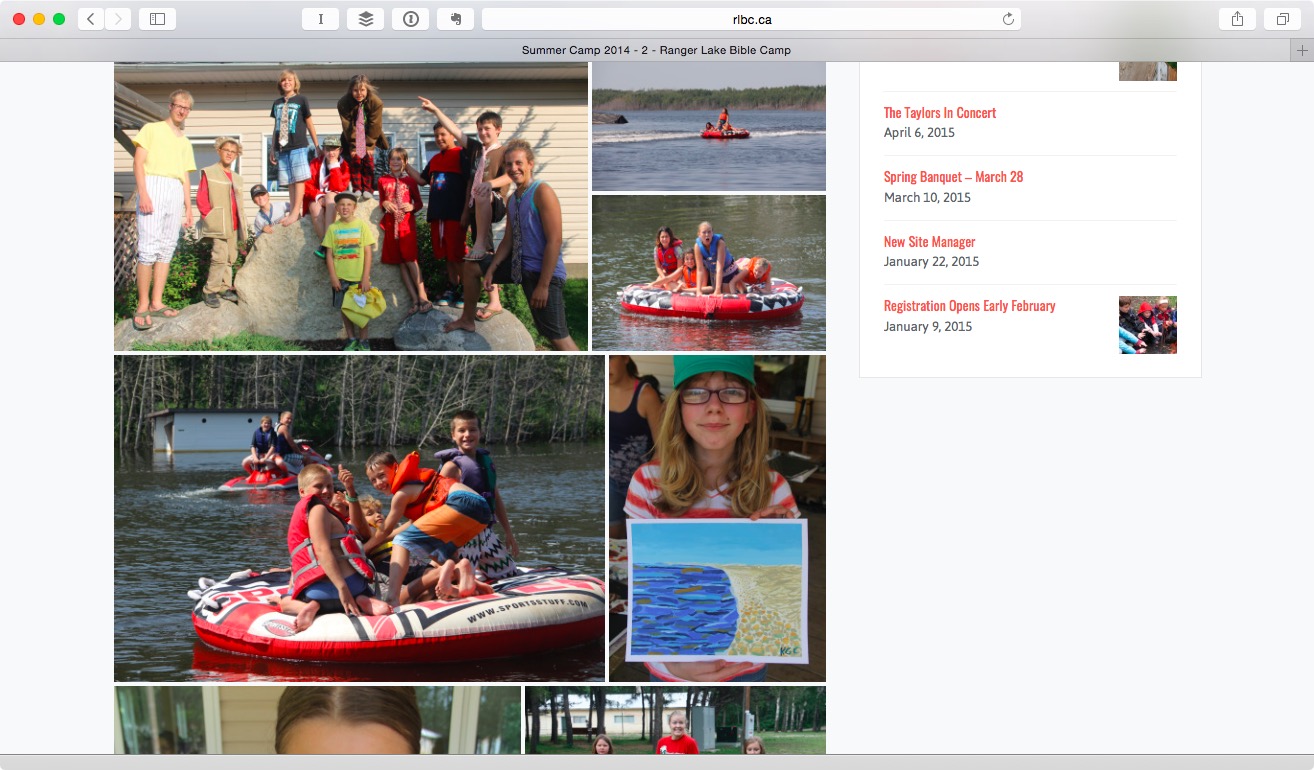 rlbc.ca
Summer Camp 2014 - 2 - Ranger Lake Bible Camp
The Taylors In Concert
April 6, 2015
Spring Banquet – March 28
March 10, 2015
New Site Manager
January 22, 2015
Registration Opens Early February
January 9, 2015
WWW.SPORTSSTUFF.COM
KGK